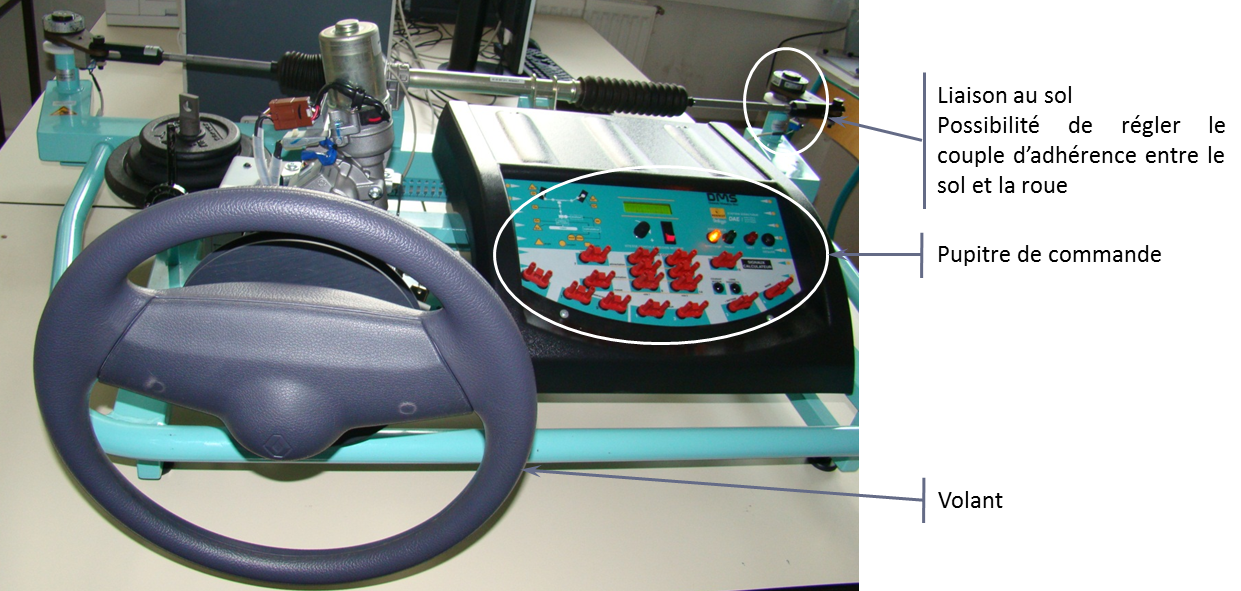 Liaison au sol
Possibilité de régler le
couple d’adhérence entre le
sol et la roue
DMS
Pupitre de commande
Volant